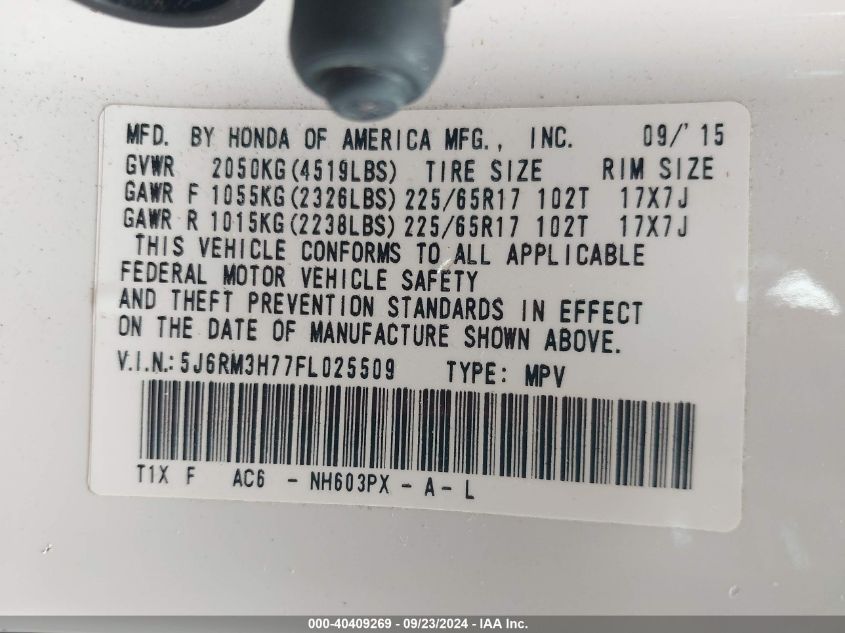 MFD. BY HONDA OF AMERICA MFG., INC. 09/'15
GVWR 2050KG(4519LBS) TIRE SIZE RIM SIZE
GAWR F 1055KG(2326LBS) 225/65R17 102T 17X7J
GAWR R 1015KG(2238LBS) 225/65R17 102T 17X7J
THIS VEHICLE CONFORMS TO ALL APPLICABLE
FEDERAL MOTOR VEHICLE SAFETY
AND THEFT PREVENTION STANDARDS IN EFFECT
ON THE DATE OF MANUFACTURE SHOWN ABOVE.
V.I.N.: 5J6RM3H77FL025509 TYPE: MPV
T1X F AC6 - NH603PX - A - L
000-40409269 - 09/23/2024 - IAA Inc.